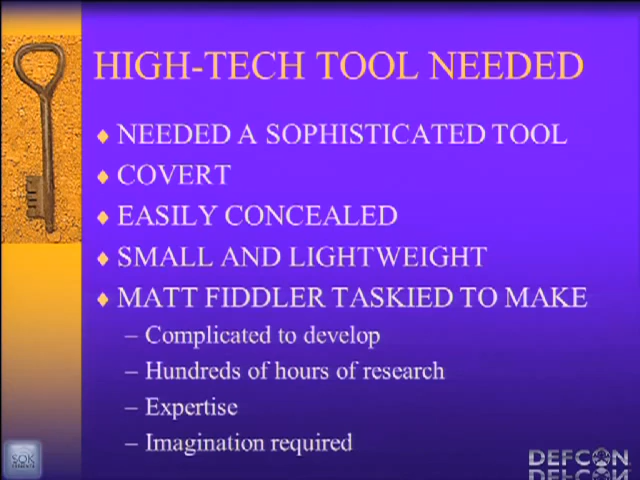 HIGH-TECH TOOL NEEDED
NEEDED A SOPHISTICATED TOOL
COVERT
EASILY CONCEALED
SMALL AND LIGHTWEIGHT
MATT FIDDLER TASKIED TO MAKE
– Complicated to develop
– Hundreds of hours of research
– Expertise
– Imagination required
SOK
DEFCON